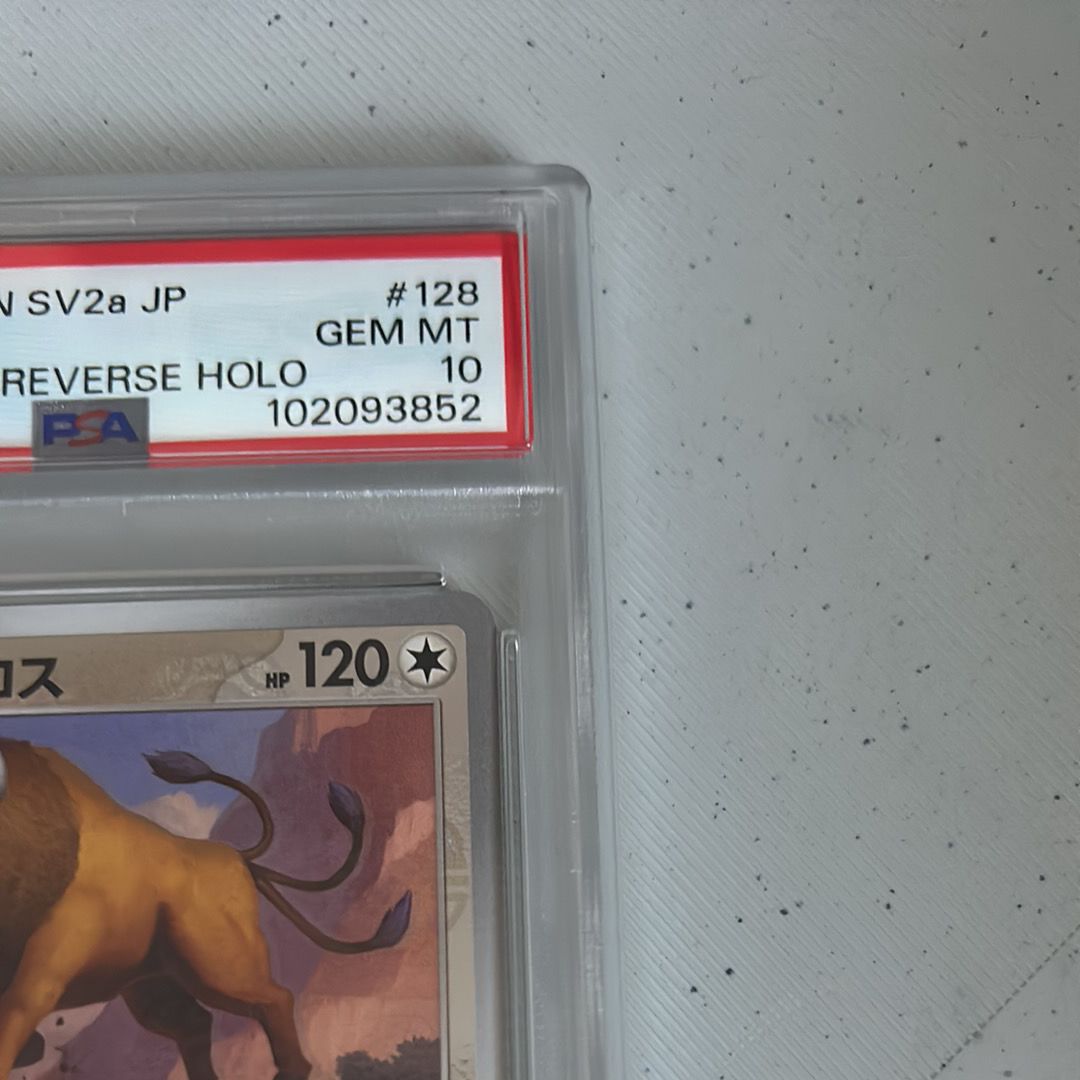 SV2a JP #128
GEM MT
REVERSE HOLO 10
PSA 102093852
ロス HP 120